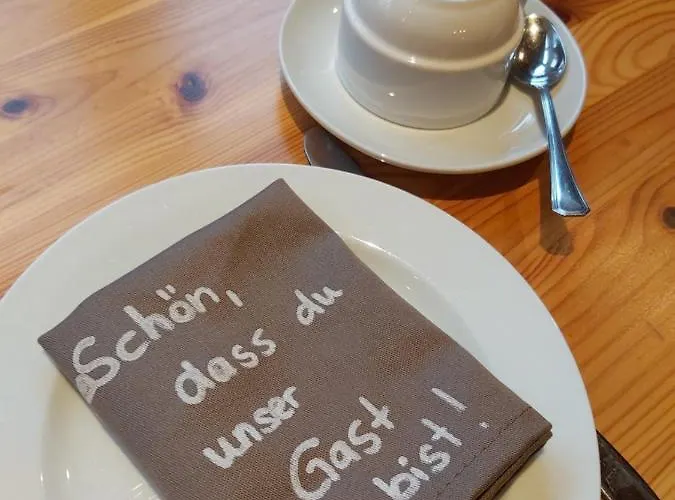 Schön,
dass du
unser
Gast
bist!